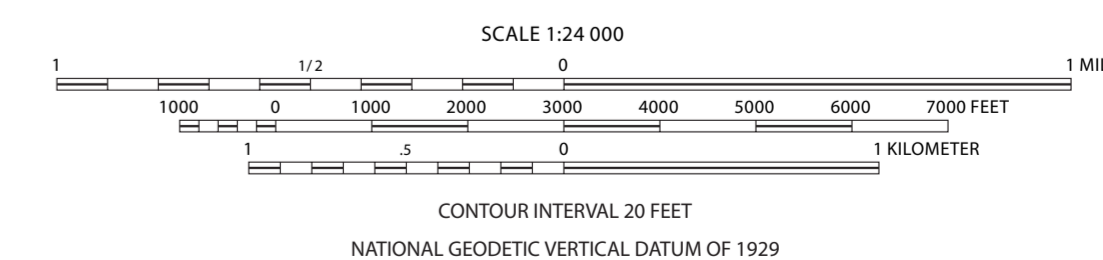 SCALE 1:24 000
1 1/2 0 1 MIL
1000 0 1000 2000 3000 4000 5000 6000 7000 FEET
1 .5 0 1 KILOMETER
CONTOUR INTERVAL 20 FEET
NATIONAL GEODETIC VERTICAL DATUM OF 1929